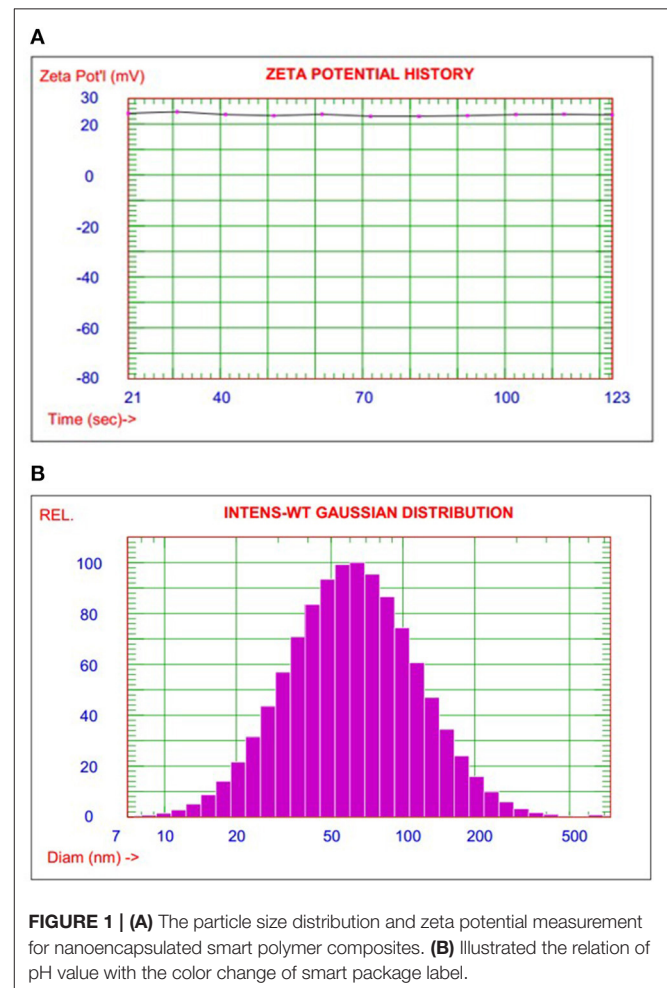 A
Zeta Pot'l (mV)
ZETA POTENTIAL HISTORY
30
20
0
-20
-40
-60
-80
21 40 70 100 123
Time (sec)->
B
REL.
INTENS-WT GAUSSIAN DISTRIBUTION
100
80
60
40
20
0
7 10 20 50 100 200 500
Diam (nm) ->
FIGURE 1 | (A) The particle size distribution and zeta potential measurement
for nanoencapsulated smart polymer composites. (B) Illustrated the relation of
pH value with the color change of smart package label.